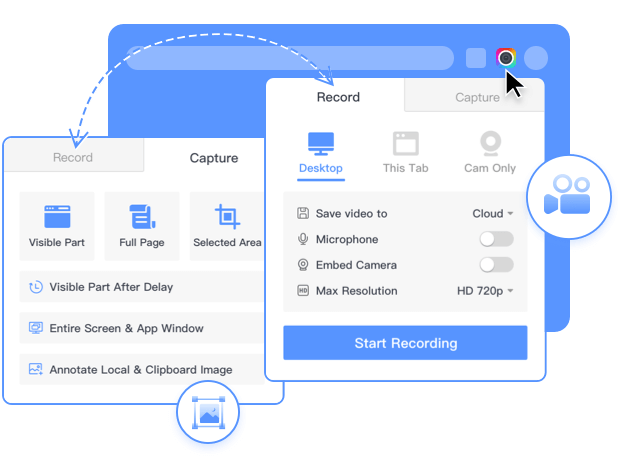 Record
Capture
Visible Part
Full Page
Selected Area
Visible Part After Delay
Entire Screen & App Window
Annotate Local & Clipboard Image
Record
Capture
Desktop
This Tab
Cam Only
Save video to
Cloud
Microphone
Embed Camera
HD
Max Resolution
HD 720p
Start Recording